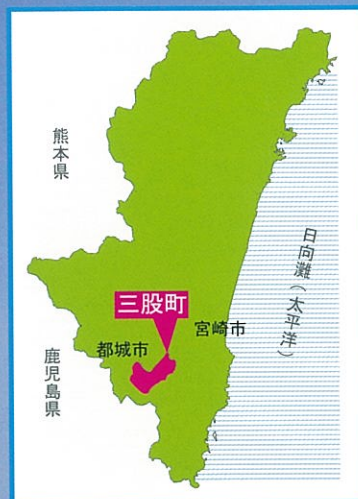 熊本県
日向灘（太平洋）
三股町
宮崎市
都城市
鹿児島県